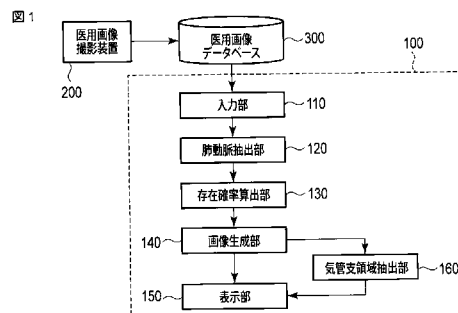 図1
医用画像
撮影装置
200
医用画像
データベース
300
100
入力部
110
肺動脈抽出部
120
存在確率算出部
130
140
画像生成部
気管支領域抽出部
160
150
表示部